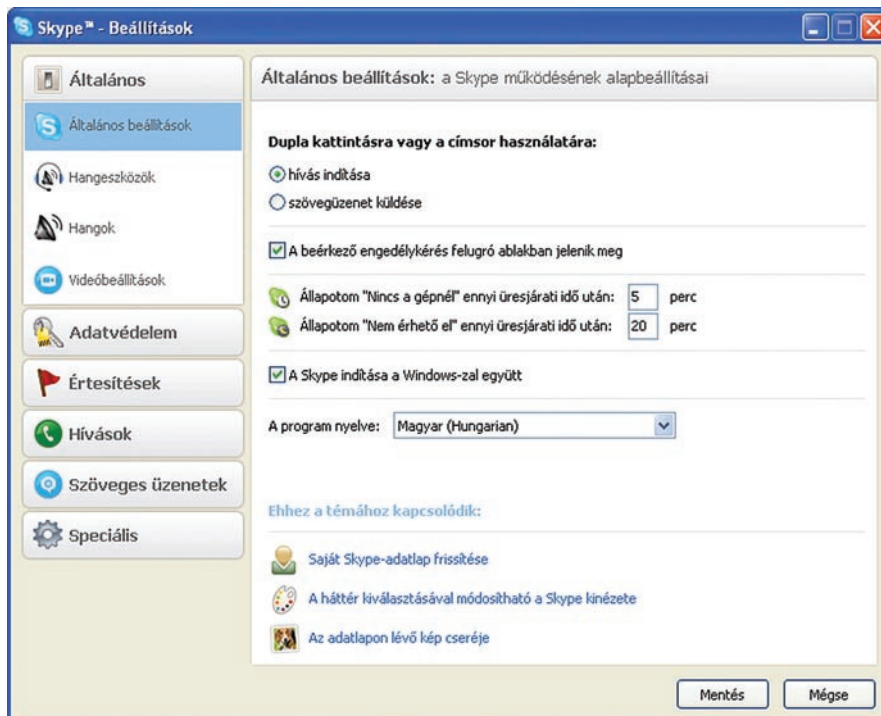 Skype™ - Beállítások
Általános
Általános beállítások
Hangeszközök
Hangok
Videóbeállítások
Adatvédelem
Értesítések
Hívások
Szöveges üzenetek
Speciális
Általános beállítások: a Skype működésének alapbeállításai
Dupla kattintásra vagy a címsor használatára:
hívás indítása
szövegüzenet küldése
A beérkező engedélykérés felugró ablakban jelenik meg
Állapotom "Nincs a gépnél" ennyi üresjárati idő után: 5 perc
Állapotom "Nem érhető el" ennyi üresjárati idő után: 20 perc
A Skype indítása a Windows-zal együtt
A program nyelve: Magyar (Hungarian)
Ehhez a témához kapcsolódik:
Saját Skype-adatlap frissítése
A háttér kiválasztásával módosítható a Skype kinézete
Az adatlapon lévő kép cseréje
Mentés Mégse